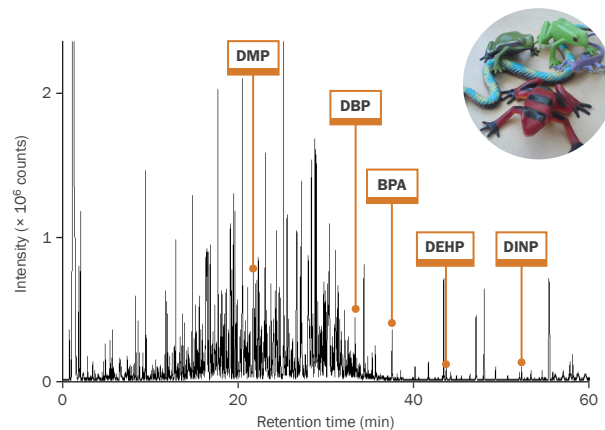 DMP
DBP
BPA
DEHP
DINP
Intensity (× 10⁶ counts)
2
1
0
0
20
40
60
Retention time (min)